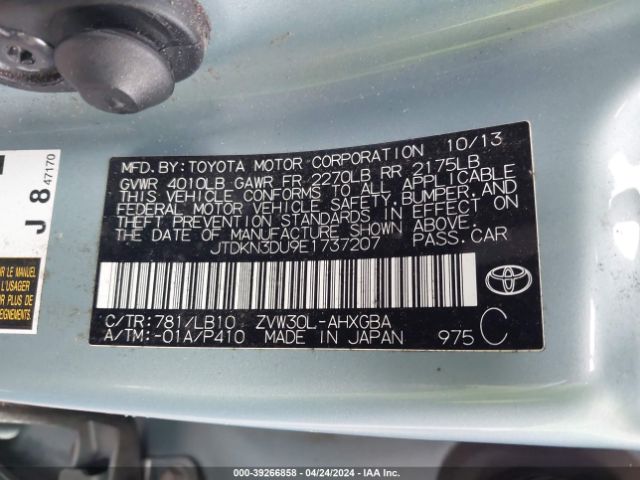 MFD. BY: TOYOTA MOTOR CORPORATION 10/13
GVWR 4010LB GAWR FR 2270LB RR 2175LB
THIS VEHICLE CONFORMS TO ALL APPLICABLE
FEDERAL MOTOR VEHICLE SAFETY, BUMPER, AND
THEFT PREVENTION STANDARDS IN EFFECT ON
THE DATE OF MANUFACTURE SHOWN ABOVE.
JTDKN3DU9E1737207 PASS. CAR
C/TR: 781/LB10 ZVW30L-AHXGBA
A/TM: -01A/P410 MADE IN JAPAN 975 C
J 8 47170
R LE MANUEL
000-39266858 - 04/24/2024 - IAA Inc.